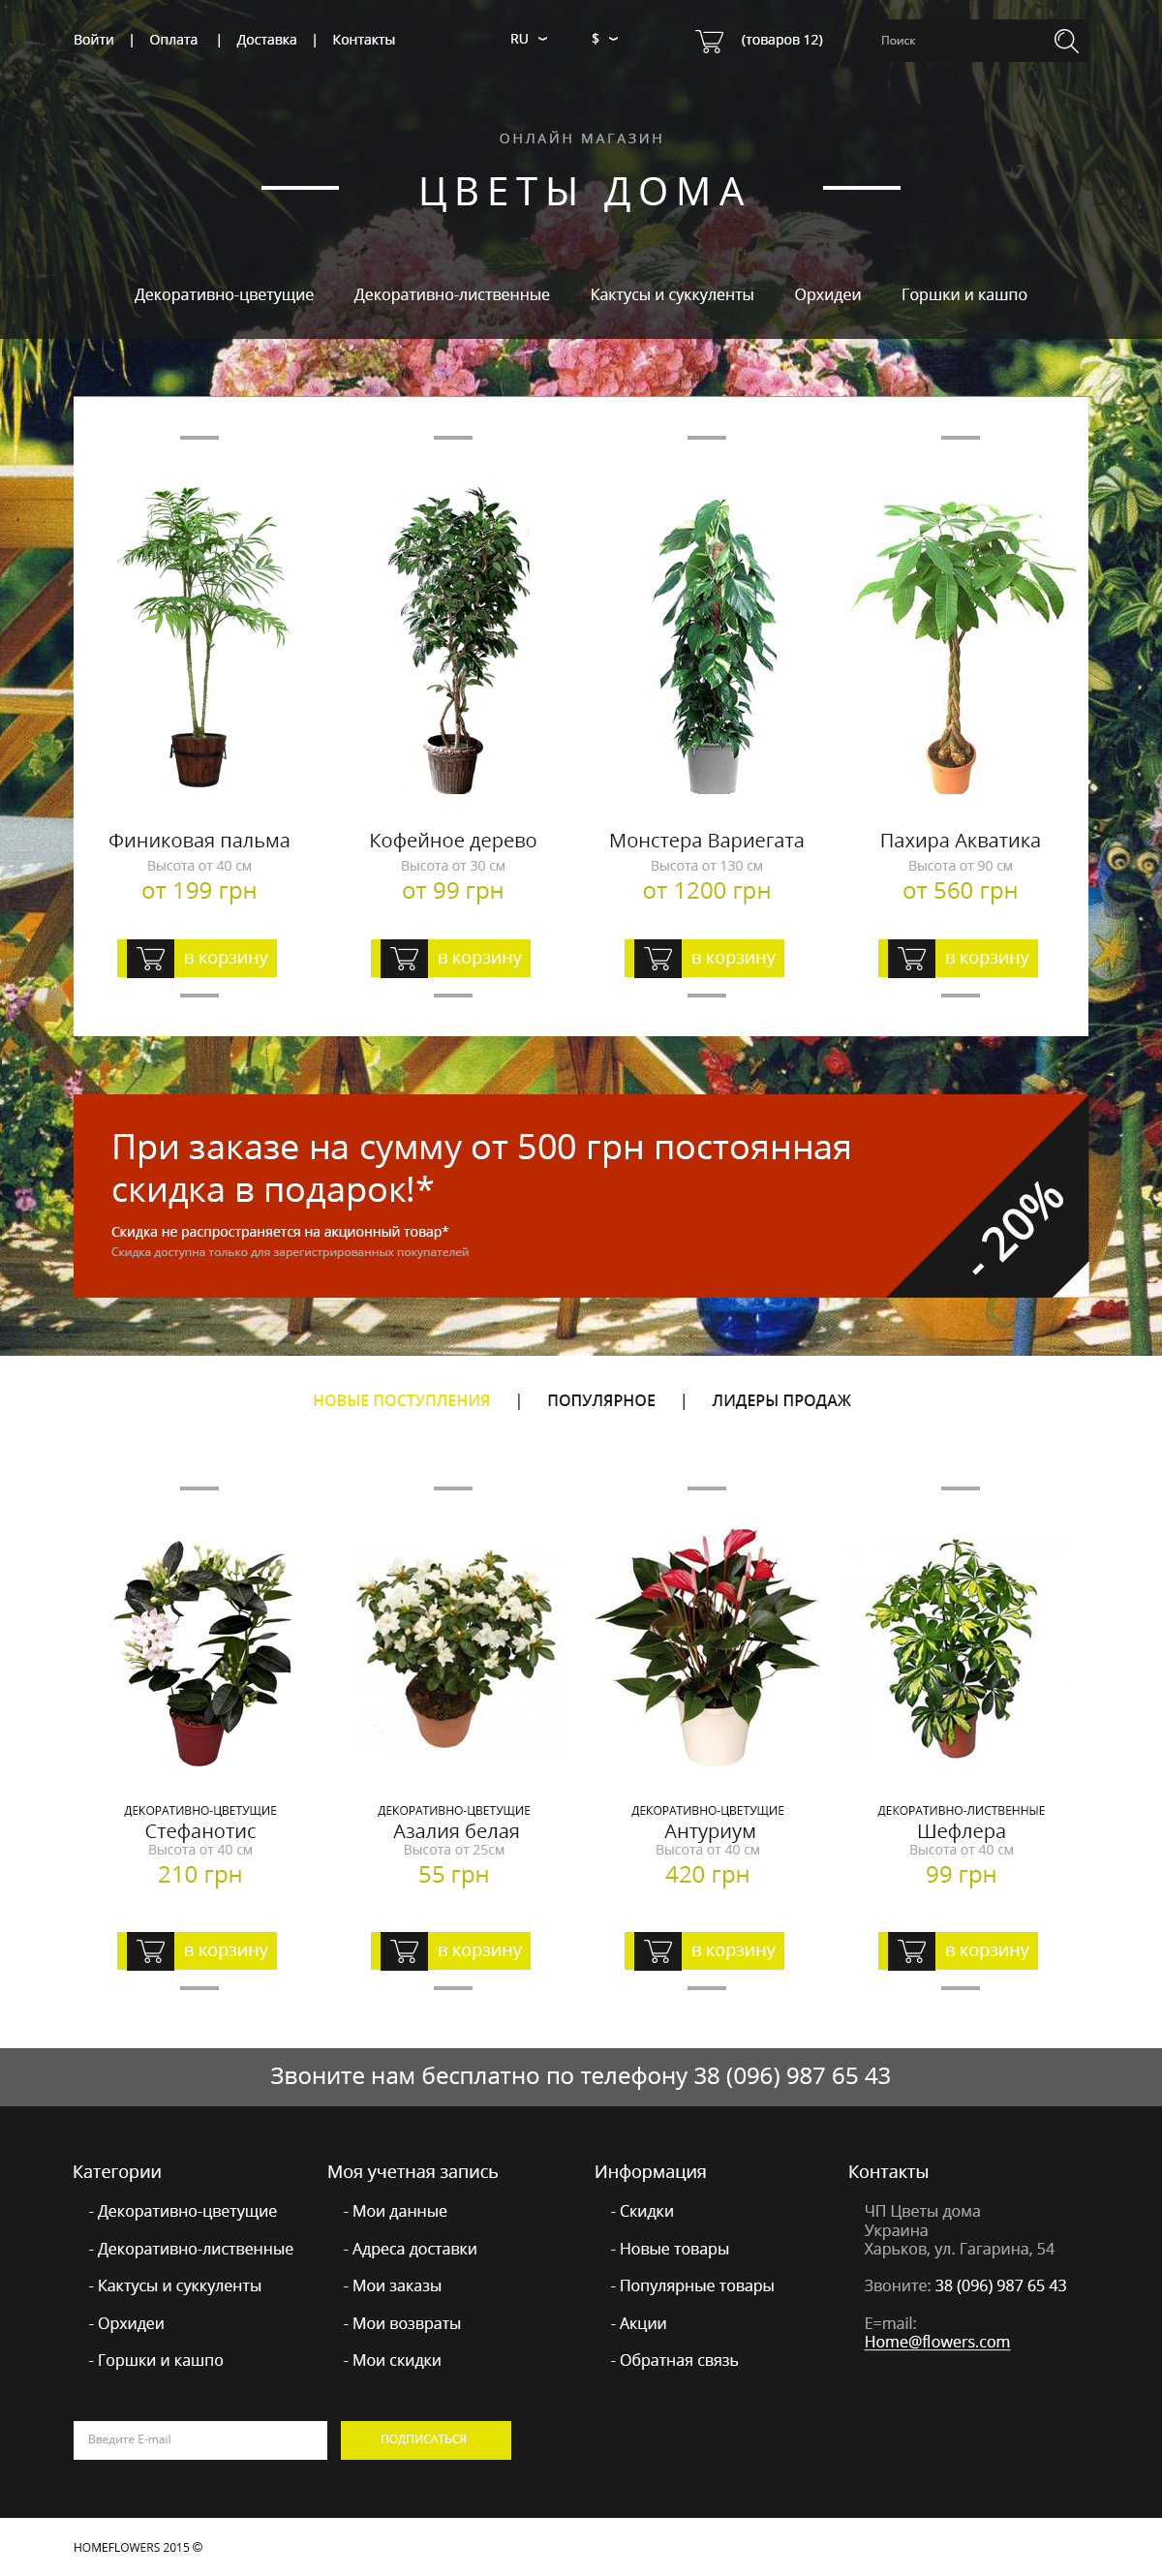 Войти | Оплата | Доставка | Контакты
RU
$
(товаров 12)
Поиск
ОНЛАЙН МАГАЗИН
ЦВЕТЫ ДОМА
Декоративно-цветущие
Декоративно-лиственные
Кактусы и суккуленты
Орхидеи
Горшки и кашпо
Финиковая пальма
Высота от 40 см
от 199 грн
в корзину
Кофейное дерево
Высота от 30 см
от 99 грн
в корзину
Монстера Вариегата
Высота от 130 см
от 1200 грн
в корзину
Пахира Акватика
Высота от 90 см
от 560 грн
в корзину
При заказе на сумму от 500 грн постоянная
скидка в подарок!*
Скидка не распространяется на акционный товар*
Скидка доступна только для зарегистрированных покупателей
- 20%
НОВЫЕ ПОСТУПЛЕНИЯ | ПОПУЛЯРНОЕ | ЛИДЕРЫ ПРОДАЖ
ДЕКОРАТИВНО-ЦВЕТУЩИЕ
Стефанотис
Высота от 40 см
210 грн
в корзину
ДЕКОРАТИВНО-ЦВЕТУЩИЕ
Азалия белая
Высота от 25см
55 грн
в корзину
ДЕКОРАТИВНО-ЦВЕТУЩИЕ
Антуриум
Высота от 40 см
420 грн
в корзину
ДЕКОРАТИВНО-ЛИСТВЕННЫЕ
Шефлера
Высота от 40 см
99 грн
в корзину
Звоните нам бесплатно по телефону 38 (096) 987 65 43
Категории
- Декоративно-цветущие
- Декоративно-лиственные
- Кактусы и суккуленты
- Орхидеи
- Горшки и кашпо
Моя учетная запись
- Мои данные
- Адреса доставки
- Мои заказы
- Мои возвраты
- Мои скидки
Информация
- Скидки
- Новые товары
- Популярные товары
- Акции
- Обратная связь
Контакты
ЧП Цветы дома
Украина
Харьков, ул. Гагарина, 54
Звоните: 38 (096) 987 65 43
E=mail:
Home@flowers.com
Введите E-mail
ПОДПИСАТЬСЯ
HOMEFLOWERS 2015 ©